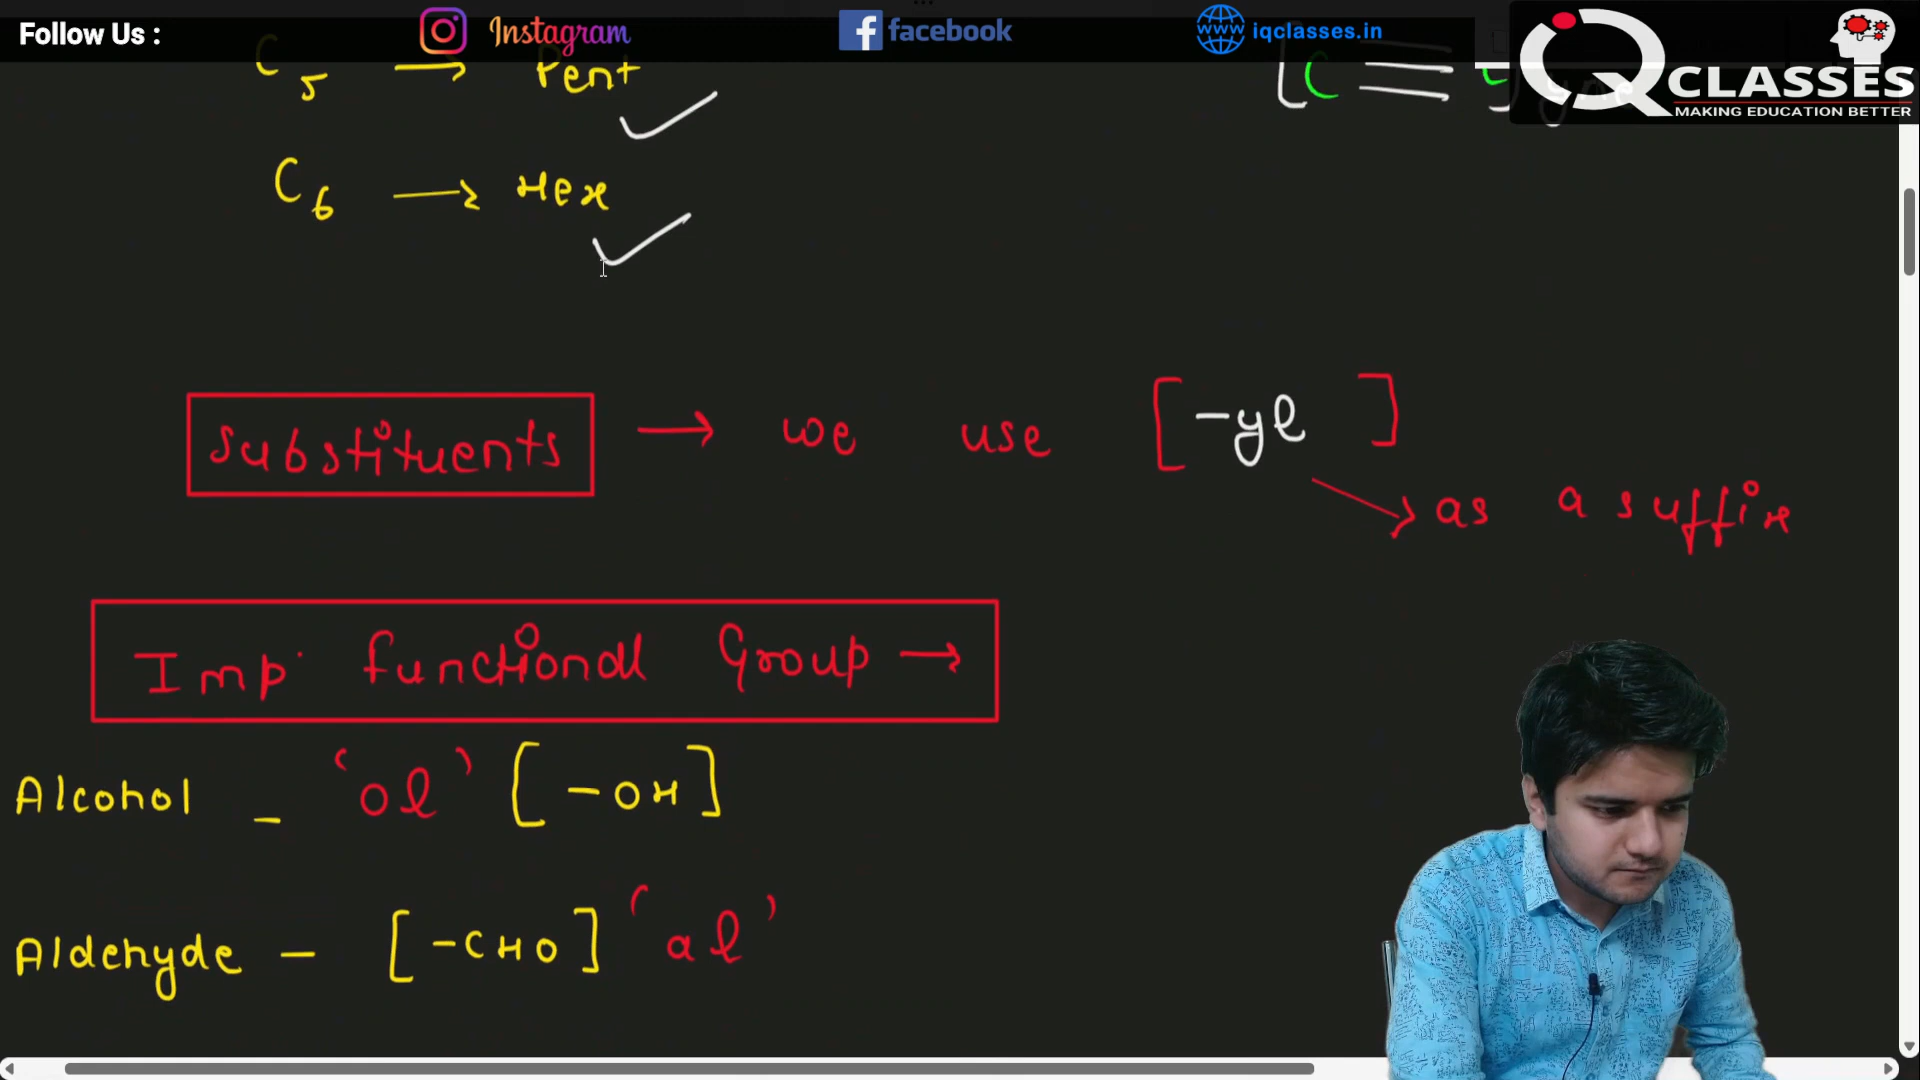 Follow Us :
Instagram
facebook
iqclasses.in
IQ CLASSES
MAKING EDUCATION BETTER
C5 → Pent
[C ≡
C6 → Hex
Substituents → we use [-yl]
→ as a suffix
Imp. functional Group →
Alcohol - 'ol' [-OH]
Aldehyde - [-CHO] 'al'